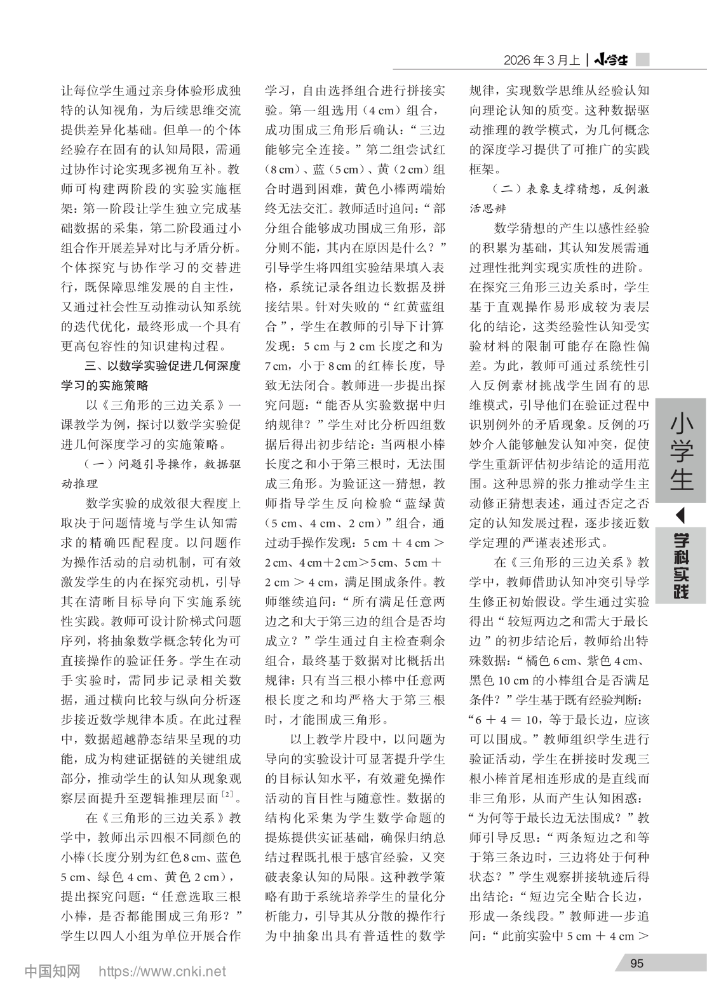 2026 年 3 月上 | 小学生
让每位学生通过亲身体验形成独
特的认知视角，为后续思维交流
提供差异化基础。但单一的个体
经验存在固有的认知局限，需通
过协作讨论实现多视角互补。教
师可构建两阶段的实验实施框
架：第一阶段让学生独立完成基
础数据的采集，第二阶段通过小
组合作开展差异对比与矛盾分析。
个体探究与协作学习的交替进
行，既保障思维发展的自主性，
又通过社会性互动推动认知系统
的迭代优化，最终形成一个具有
更高包容性的知识建构过程。
三、以数学实验促进几何深度
学习的实施策略
以《三角形的三边关系》一
课教学为例，探讨以数学实验促
进几何深度学习的实施策略。
（一）问题引导操作，数据驱
动推理
数学实验的成效很大程度上
取决于问题情境与学生认知需
求的精确匹配程度。以问题作
为操作活动的启动机制，可有效
激发学生的内在探究动机，引导
其在清晰目标导向下实施系统
性实践。教师可设计阶梯式问题
序列，将抽象数学概念转化为可
直接操作的验证任务。学生在动
手实验时，需同步记录相关数
据，通过横向比较与纵向分析逐
步接近数学规律本质。在此过程
中，数据超越静态结果呈现的功
能，成为构建证据链的关键组成
部分，推动学生的认知从现象观
察层面提升至逻辑推理层面［2］。
在《三角形的三边关系》教
学中，教师出示四根不同颜色的
小棒（长度分别为红色8 cm、蓝色
5 cm、绿色 4 cm、黄色 2 cm），
提出探究问题：“任意选取三根
小棒，是否都能围成三角形？”
学生以四人小组为单位开展合作
学习，自由选择组合进行拼接实
验。第一组选用（4 cm）组合，
成功围成三角形后确认：“三边
能够完全连接。”第二组尝试红
（8 cm）、蓝（5 cm）、黄（2 cm）组
合时遇到困难，黄色小棒两端始
终无法交汇。教师适时追问：“部
分组合能够成功围成三角形，部
分则不能，其内在原因是什么？”
引导学生将四组实验结果填入表
格，系统记录各组边长数据及拼
接结果。针对失败的“红黄蓝组
合”，学生在教师的引导下计算
发现：5 cm 与 2 cm 长度之和为
7 cm，小于 8 cm 的红棒长度，导
致无法闭合。教师进一步提出探
究问题：“能否从实验数据中归
纳规律？”学生对比分析四组数
据后得出初步结论：当两根小棒
长度之和小于第三根时，无法围
成三角形。为验证这一猜想，教
师指导学生反向检验“蓝绿黄
（5 cm、4 cm、2 cm）”组合，通
过动手操作发现：5 cm ＋ 4 cm ＞
2 cm、4 cm＋2 cm＞5 cm、5 cm ＋
2 cm ＞ 4 cm，满足围成条件。教
师继续追问：“所有满足任意两
边之和大于第三边的组合是否均
成立？”学生通过自主检查剩余
组合，最终基于数据对比概括出
规律：只有当三根小棒中任意两
根长度之和均严格大于第三根
时，才能围成三角形。
以上教学片段中，以问题为
导向的实验设计可显著提升学生
的目标认知水平，有效避免操作
活动的盲目性与随意性。数据的
结构化采集为学生数学命题的
提炼提供实证基础，确保归纳总
结过程既扎根于感官经验，又突
破表象认知的局限。这种教学策
略有助于系统培养学生的量化分
析能力，引导其从分散的操作行
为中抽象出具有普适性的数学
规律，实现数学思维从经验认知
向理论认知的质变。这种数据驱
动推理的教学模式，为几何概念
的深度学习提供了可推广的实践
框架。
（二）表象支撑猜想，反例激
活思辨
数学猜想的产生以感性经验
的积累为基础，其认知发展需通
过理性批判实现实质性的进阶。
在探究三角形三边关系时，学生
基于直观操作易形成较为表层
化的结论，这类经验性认知受实
验材料的限制可能存在隐性偏
差。为此，教师可通过系统性引
入反例素材挑战学生固有的思
维模式，引导他们在验证过程中
识别例外的矛盾现象。反例的巧
妙介入能够触发认知冲突，促使
学生重新评估初步结论的适用范
围。这种思辨的张力推动学生主
动修正猜想表述，通过否定之否
定的认知发展过程，逐步接近数
学定理的严谨表述形式。
在《三角形的三边关系》教
学中，教师借助认知冲突引导学
生修正初始假设。学生通过实验
得出“较短两边之和需大于最长
边”的初步结论后，教师给出特
殊数据：“橘色 6 cm、紫色 4 cm、
黑色 10 cm 的小棒组合是否满足
条件？”学生基于既有经验判断：
“6 ＋ 4 ＝ 10，等于最长边，应该
可以围成。”教师组织学生进行
验证活动，学生在拼接时发现三
根小棒首尾相连形成的是直线而
非三角形，从而产生认知困惑：
“为何等于最长边无法围成？”教
师引导反思：“两条短边之和等
于第三条边时，三边将处于何种
状态？”学生观察拼接轨迹后得
出结论：“短边完全贴合长边，
形成一条线段。”教师进一步追
问：“此前实验中 5 cm ＋ 4 cm ＞
小学生
学科实践
95
中国知网 https://www.cnki.net